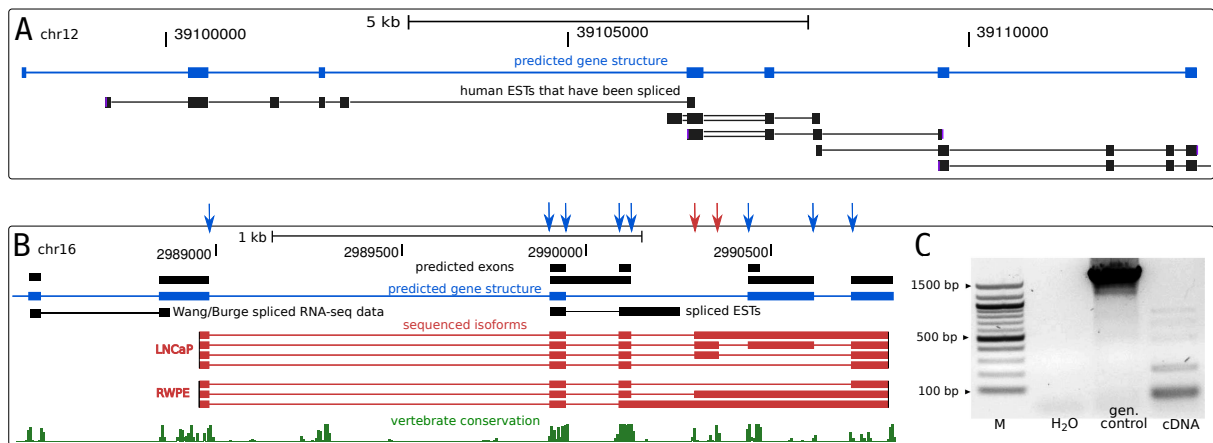 A
chr12
5 kb
39100000
39105000
39110000
predicted gene structure
human ESTs that have been spliced
B
chr16
1 kb
2989000
2989500
2990000
2990500
predicted exons
predicted gene structure
Wang/Burge spliced RNA-seq data
spliced ESTs
sequenced isoforms
LNCaP
RWPE
vertebrate conservation
C
1500 bp
500 bp
100 bp
M
H₂O
gen.
control
cDNA